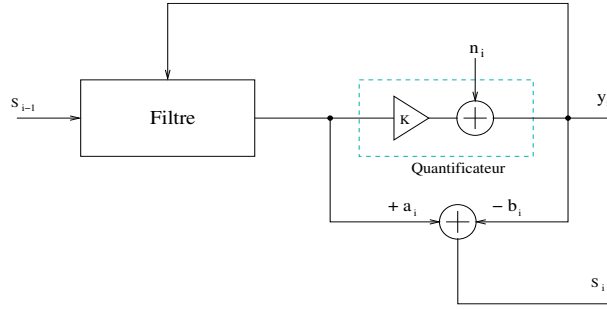 n i
s i−1
Filtre
K
y
Quantificateur
+ a i
− b i
s i